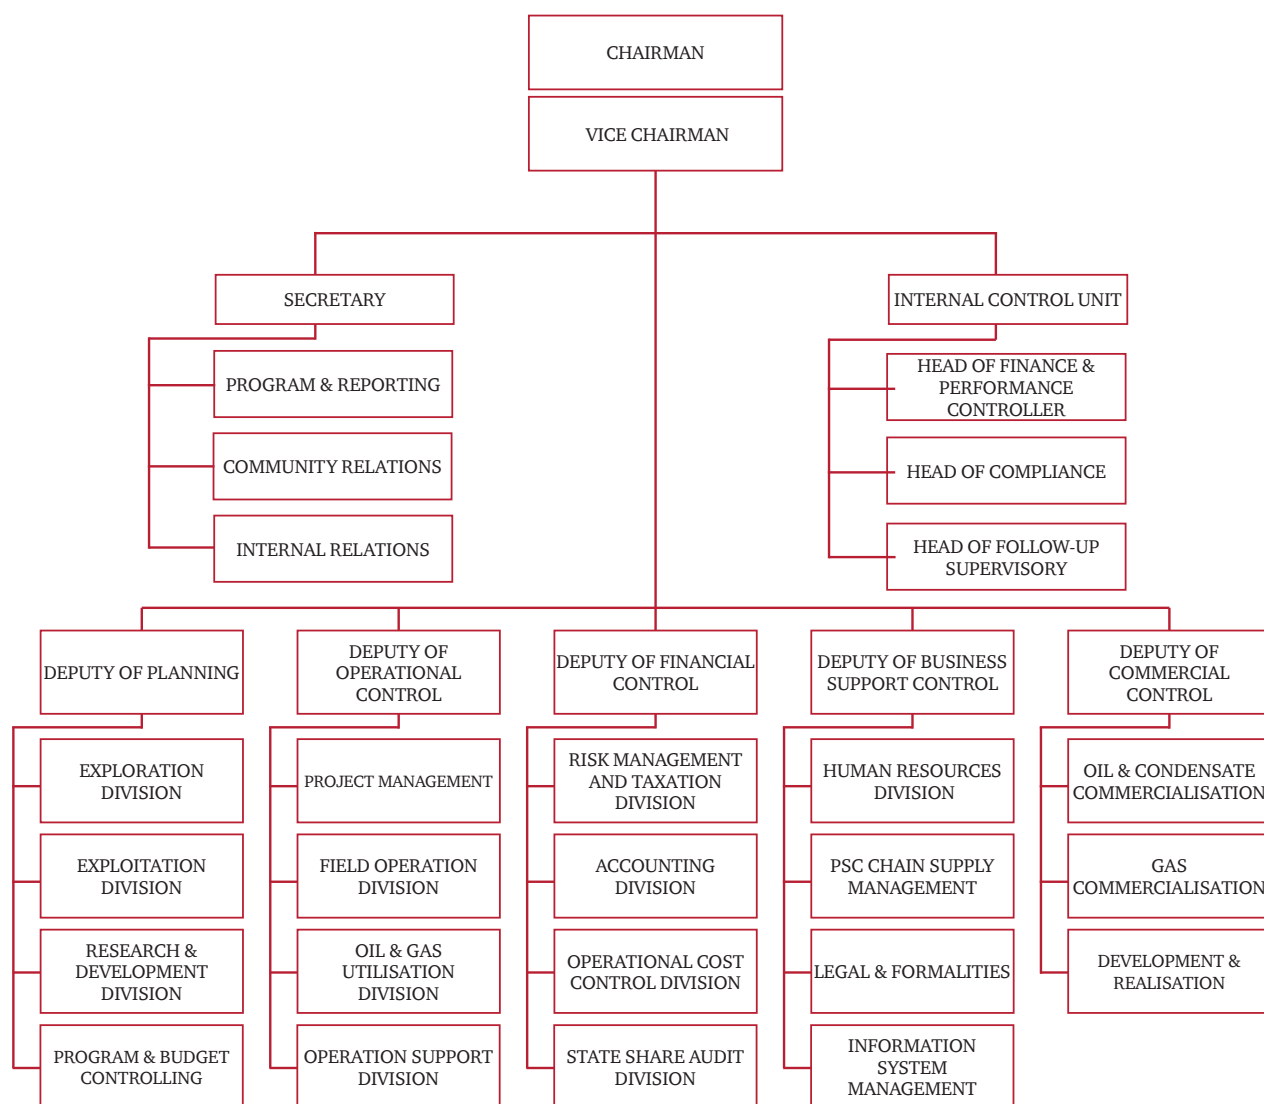 CHAIRMAN
VICE CHAIRMAN
SECRETARY
PROGRAM & REPORTING
COMMUNITY RELATIONS
INTERNAL RELATIONS
INTERNAL CONTROL UNIT
HEAD OF FINANCE &
PERFORMANCE
CONTROLLER
HEAD OF COMPLIANCE
HEAD OF FOLLOW-UP
SUPERVISORY
DEPUTY OF PLANNING
EXPLORATION
DIVISION
EXPLOITATION
DIVISION
RESEARCH &
DEVELOPMENT
DIVISION
PROGRAM & BUDGET
CONTROLLING
DEPUTY OF
OPERATIONAL
CONTROL
PROJECT MANAGEMENT
FIELD OPERATION
DIVISION
OIL & GAS
UTILISATION
DIVISION
OPERATION SUPPORT
DIVISION
DEPUTY OF FINANCIAL
CONTROL
RISK MANAGEMENT
AND TAXATION
DIVISION
ACCOUNTING
DIVISION
OPERATIONAL COST
CONTROL DIVISION
STATE SHARE AUDIT
DIVISION
DEPUTY OF BUSINESS
SUPPORT CONTROL
HUMAN RESOURCES
DIVISION
PSC CHAIN SUPPLY
MANAGEMENT
LEGAL & FORMALITIES
INFORMATION
SYSTEM
MANAGEMENT
DEPUTY OF
COMMERCIAL
CONTROL
OIL & CONDENSATE
COMMERCIALISATION
GAS
COMMERCIALISATION
DEVELOPMENT &
REALISATION